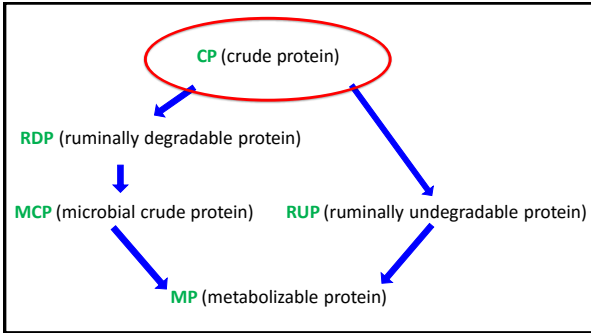 CP (crude protein)
RDP (ruminally degradable protein)
MCP (microbial crude protein)
RUP (ruminally undegradable protein)
MP (metabolizable protein)